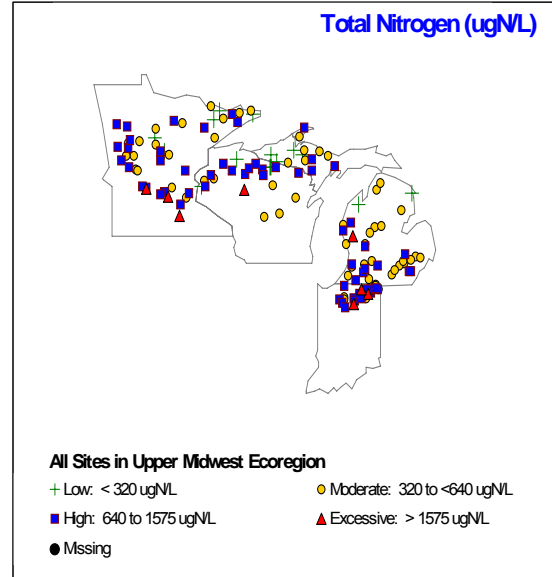 Total Nitrogen (ugN/L)
All Sites in Upper Midwest Ecoregion
Low: < 320 ugN/L
Moderate: 320 to <640 ugN/L
High: 640 to 1575 ugN/L
Excessive: > 1575 ugN/L
Mssing